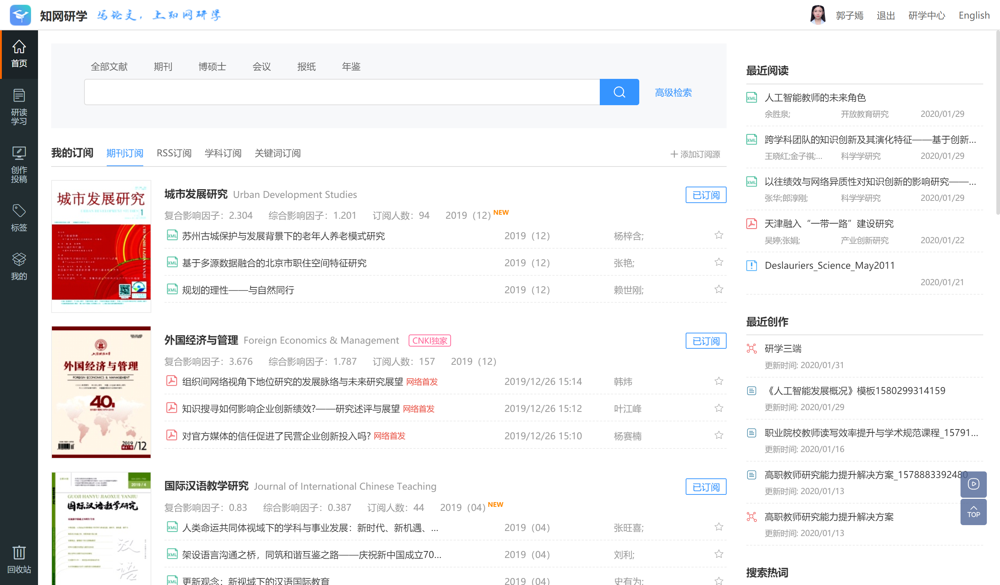 知网研学 写论文，上知网研学
郭子嫣 退出 研学中心 English
首页
研读
学习
创作
投稿
标签
我的
回收站
全部文献 期刊 博硕士 会议 报纸 年鉴
高级检索
我的订阅 期刊订阅 RSS订阅 学科订阅 关键词订阅 添加订阅源
城市发展研究
URBAN DEVELOPMENT STUDIES 1
CHENGSHI FAZHAN YANJIU
城市发展研究 Urban Development Studies 已订阅
复合影响因子：2.304 综合影响因子：1.201 订阅人数：94 2019（12） NEW
XML 苏州古城保护与发展背景下的老年人养老模式研究 2019（12） 杨梓含;
XML 基于多源数据融合的北京市职住空间特征研究 2019（12） 张艳;
XML 规划的理性——与自然同行 2019（12） 赖世刚;
外国经济与管理
FOREIGN ECONOMICS & MANAGEMENT
40
2019
第41卷 /12
外国经济与管理 Foreign Economics & Management CNKI独家 已订阅
复合影响因子：3.676 综合影响因子：1.787 订阅人数：157 2019（12）
组织间网络视角下地位研究的发展脉络与未来研究展望 网络首发 2019/12/26 15:14 韩炜
知识搜寻如何影响企业创新绩效?——研究述评与展望 网络首发 2019/12/26 15:12 叶江峰
对官方媒体的信任促进了民营企业创新投入吗? 网络首发 2019/12/26 15:10 杨赛楠
2019 / 4
GUOJI HANYU JIAOXUE YANJIU
国际汉语教学研究
汉
语
国际汉语教学研究 Journal of International Chinese Teaching 已订阅
复合影响因子：0.83 综合影响因子：0.387 订阅人数：44 2019（04） NEW
XML 人类命运共同体视域下的学科与事业发展：新时代、新机遇、... 2019（04） 张旺喜;
XML 架设语言沟通之桥，同筑和谐互鉴之路——庆祝新中国成立70... 2019（04） 刘利;
XML 更新观念：新视域下的汉语国际教育 2019（04） 史有为;
最近阅读
XML 人工智能教师的未来角色
余胜泉; 开放教育研究 2020/01/29
XML 跨学科团队的知识创新及其演化特征——基于创新...
王晓红;金子祺;... 科学学研究 2020/01/29
XML 以往绩效与网络异质性对知识创新的影响研究——...
张华;郎淳刚; 科学学研究 2020/01/29
天津融入“一带一路”建设研究
吴婷;张娟; 产业创新研究 2020/01/22
Deslauriers_Science_May2011
2020/01/21
最近创作
研学三端
更新时间: 2020/01/31
《人工智能发展概况》模板1580299314159
更新时间: 2020/01/29
职业院校教师读写效率提升与学术规范课程_15791...
更新时间: 2020/01/16
高职教师研究能力提升解决方案_1578883392480
更新时间: 2020/01/13
高职教师研究能力提升解决方案
更新时间: 2020/01/13
TOP
搜索热词